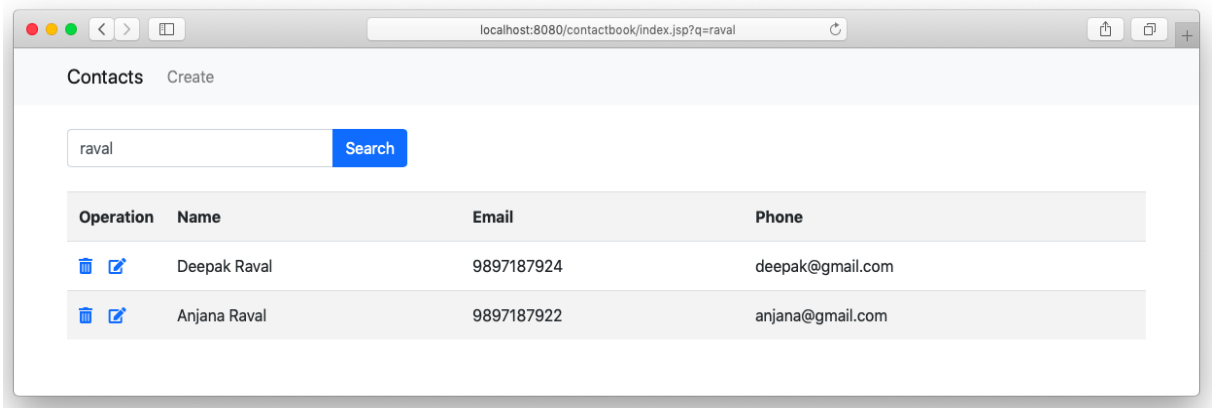 localhost:8080/contactbook/index.jsp?q=raval
Contacts Create
raval Search
Operation Name Email Phone
Deepak Raval 9897187924 deepak@gmail.com
Anjana Raval 9897187922 anjana@gmail.com